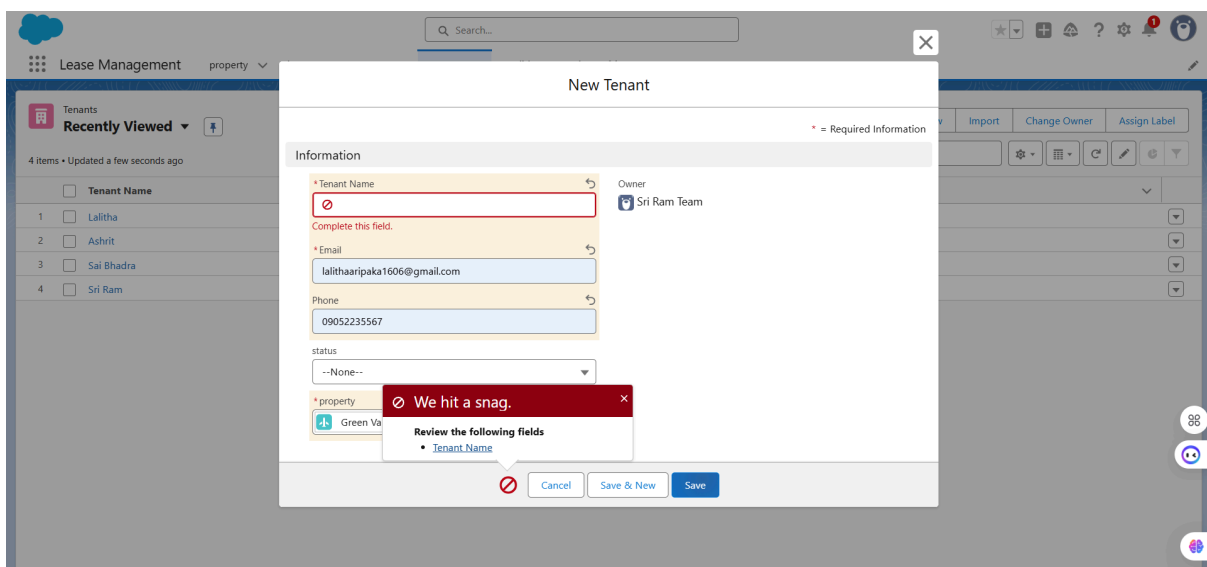 Search...
1
Lease Management property
New Tenant
* = Required Information
Tenants
Recently Viewed
Import Change Owner Assign Label
4 items • Updated a few seconds ago
Information
Tenant Name
1 Lalitha
2 Ashrit
3 Sai Bhadra
4 Sri Ram
* Tenant Name
Complete this field.
Owner
Sri Ram Team
* Email
lalithaaripaka1606@gmail.com
Phone
09052235567
status
--None--
* property
Green Va
We hit a snag.
Review the following fields
• Tenant Name
Cancel Save & New Save